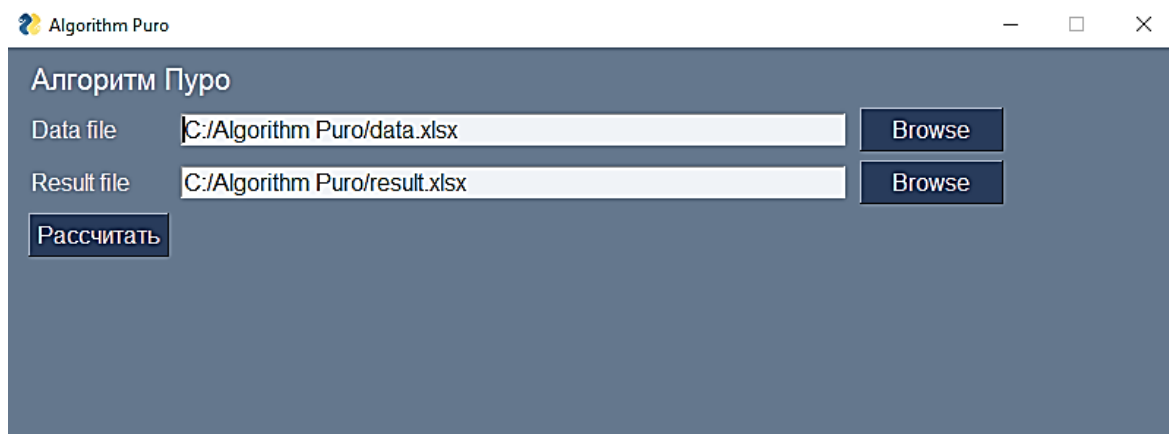 Algorithm Puro
Алгоритм Пуро
Data file C:/Algorithm Puro/data.xlsx Browse
Result file C:/Algorithm Puro/result.xlsx Browse
Рассчитать